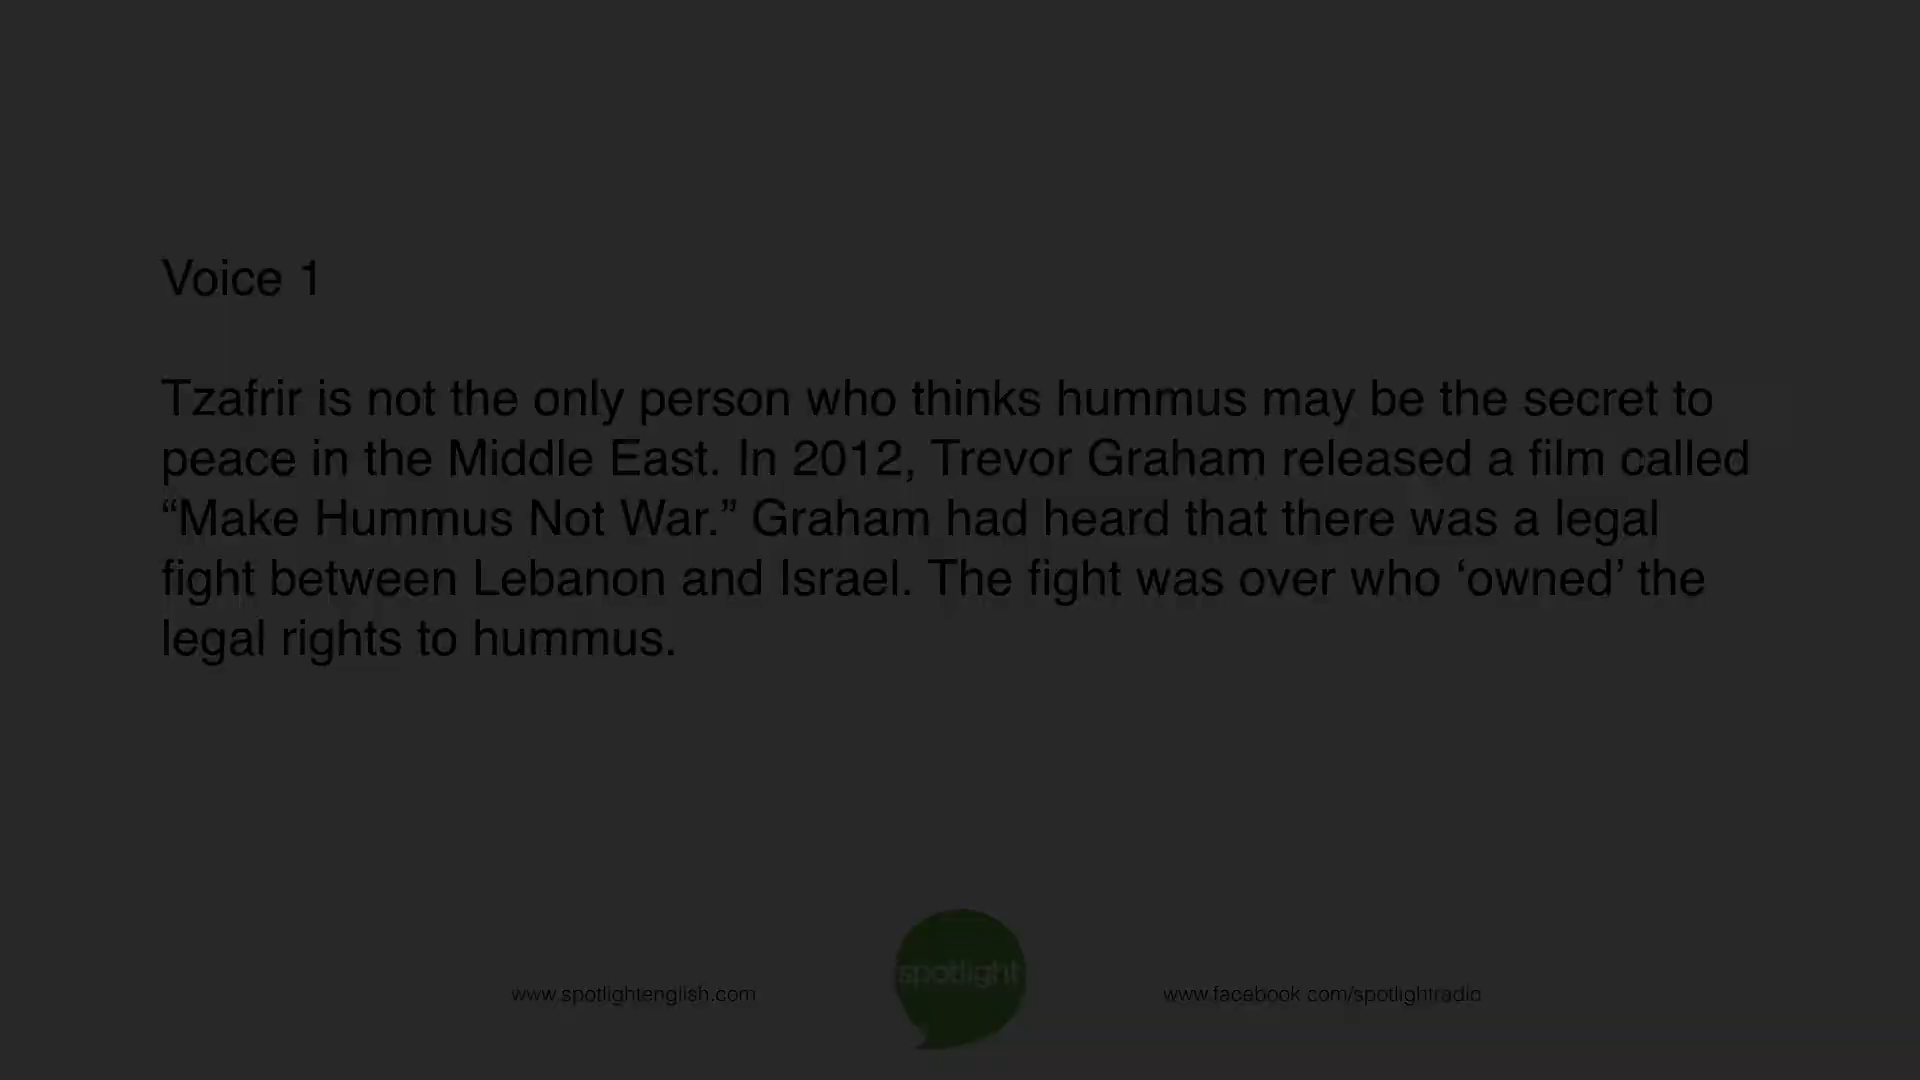 Voice 1
Tzafrir is not the only person who thinks hummus may be the secret to
peace in the Middle East. In 2012, Trevor Graham released a film called
“Make Hummus Not War.” Graham had heard that there was a legal
fight between Lebanon and Israel. The fight was over who ‘owned’ the
legal rights to hummus.
spotlight
www.spotlightenglish.com
www.facebook.com/spotlightradio